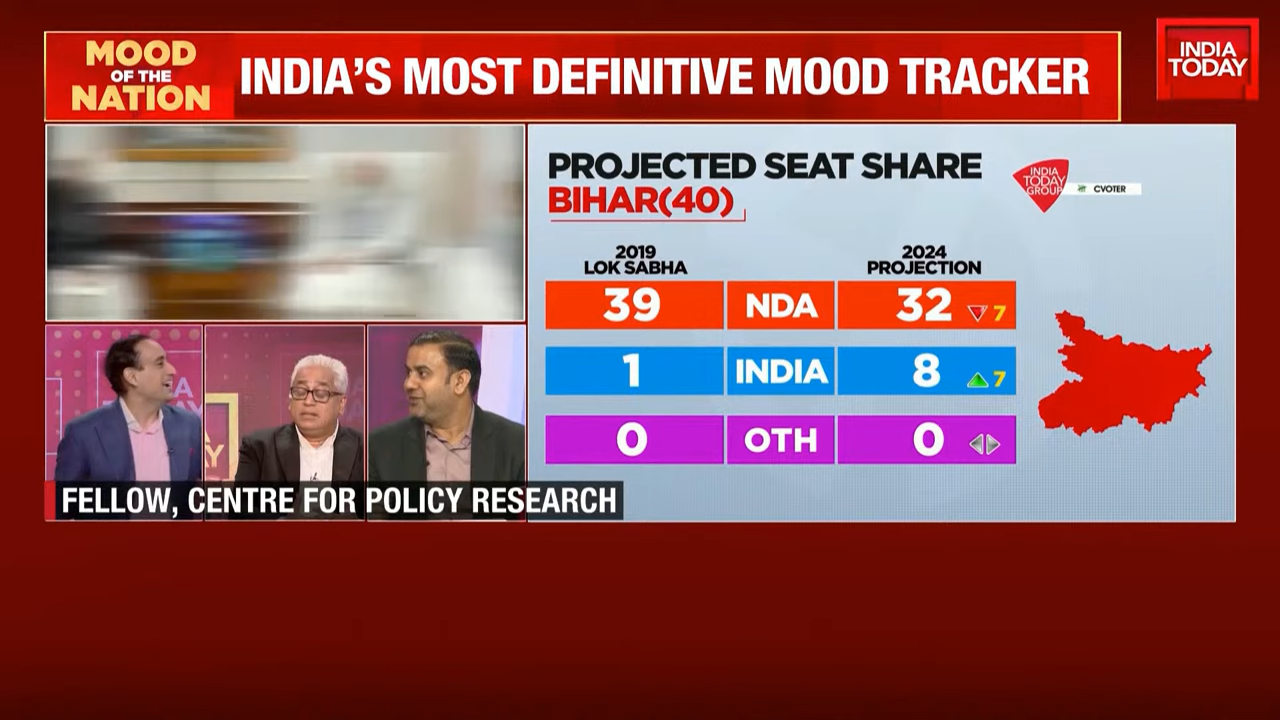 MOOD
OF THE
NATION
INDIA'S MOST DEFINITIVE MOOD TRACKER
INDIA
TODAY
PROJECTED SEAT SHARE
BIHAR(40)
INDIA
TODAY
GROUP
CVOTER
2019
LOK SABHA
2024
PROJECTION
39 NDA 32 7
1 INDIA 8 7
0 OTH 0
FELLOW, CENTRE FOR POLICY RESEARCH